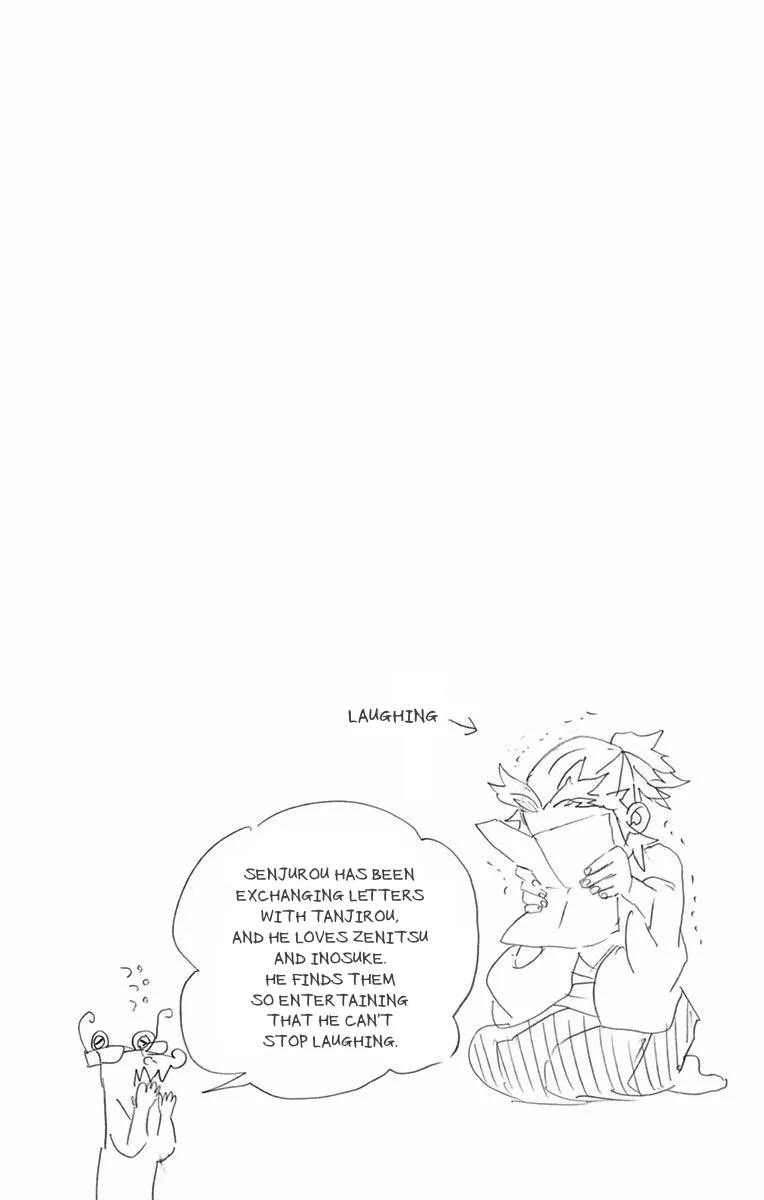 LAUGHING
SENJUROU HAS BEEN
EXCHANGING LETTERS
WITH TANJIROU,
AND HE LOVES ZENITSU
AND INOSUKE.
HE FINDS THEM
SO ENTERTAINING
THAT HE CAN'T
STOP LAUGHING.